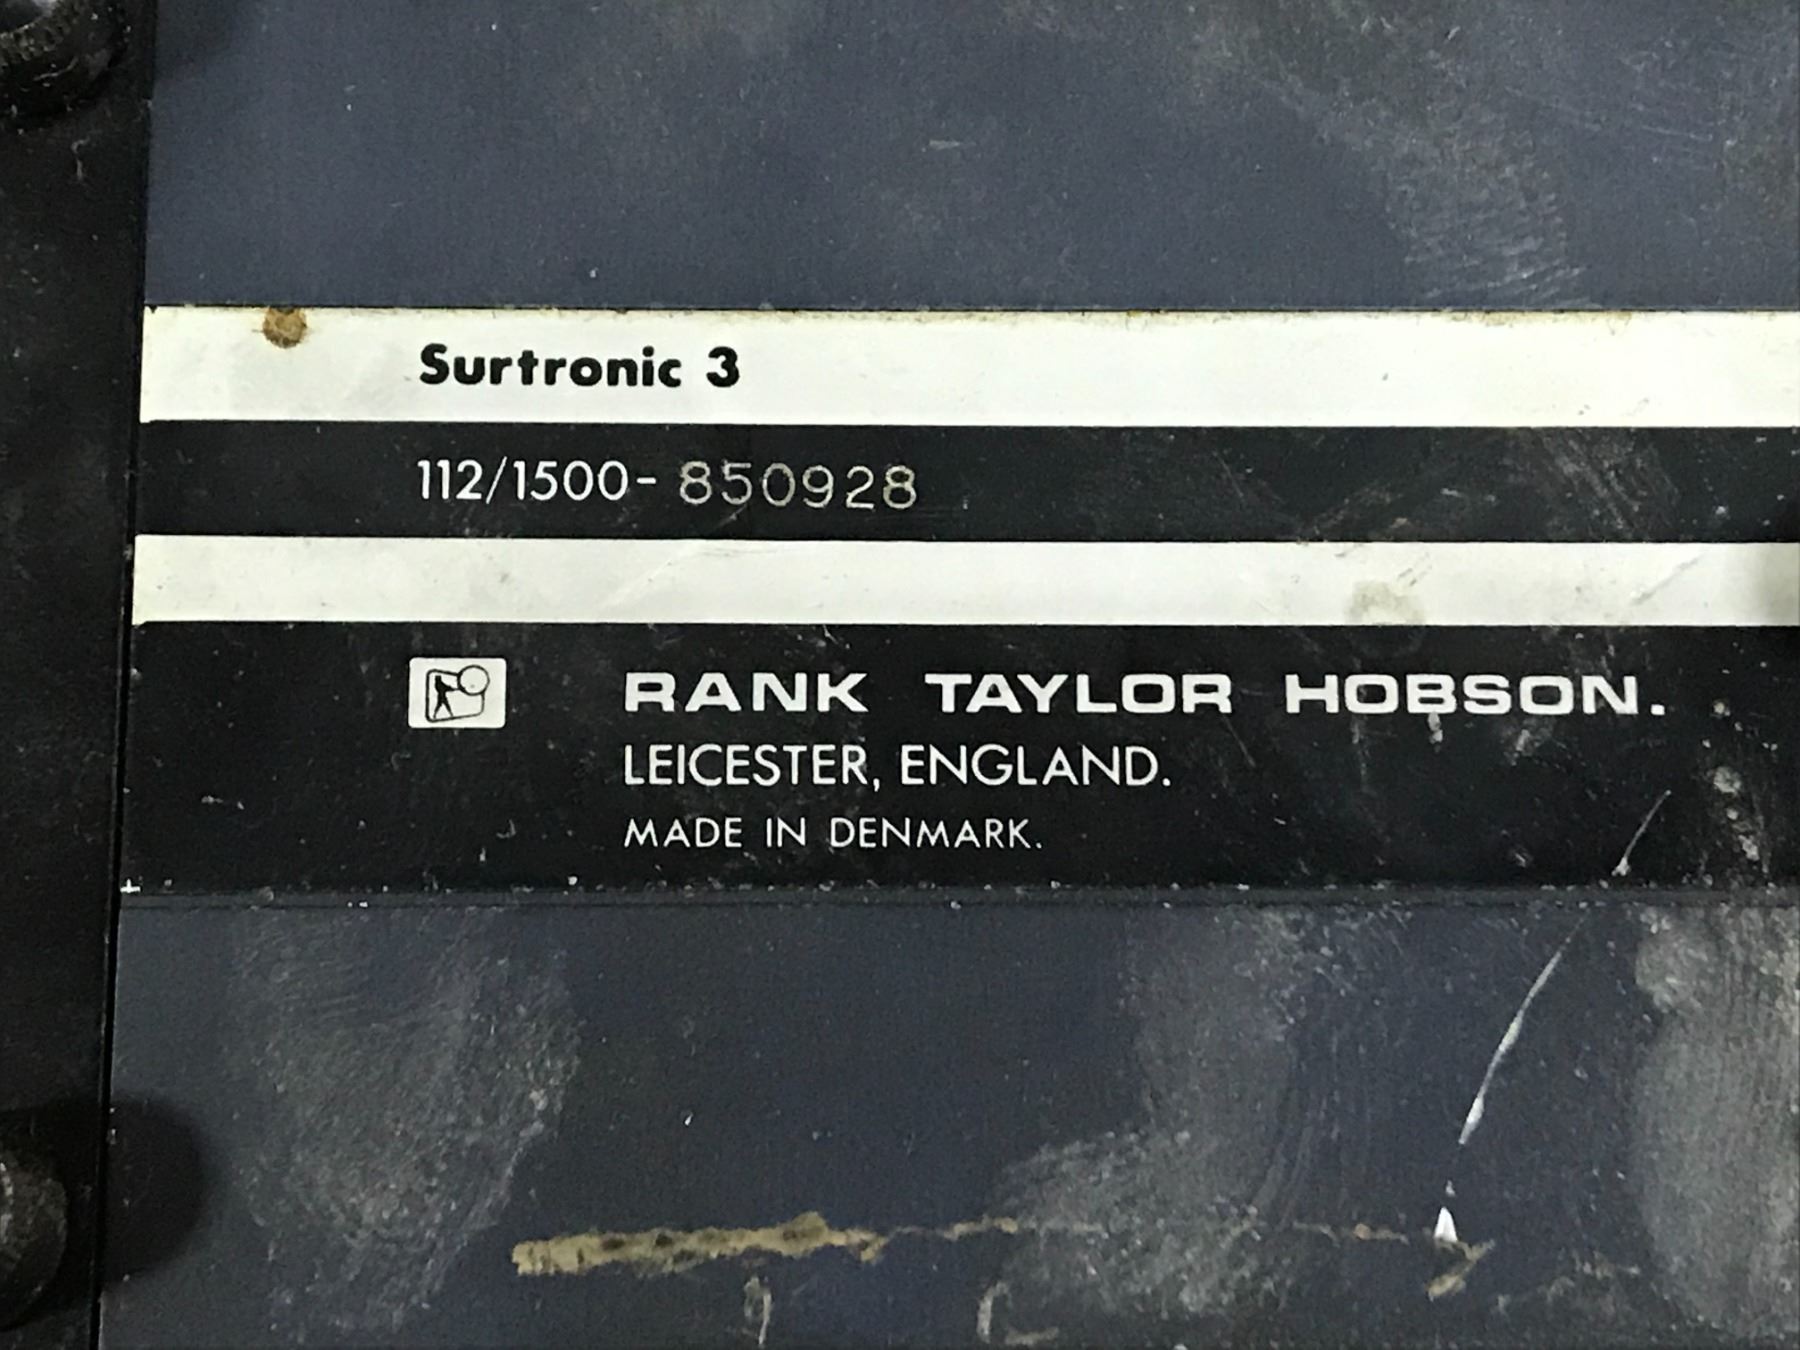 Surtronic 3
112/1500-850928
RANK TAYLOR HOBSON.
LEICESTER, ENGLAND.
MADE IN DENMARK.